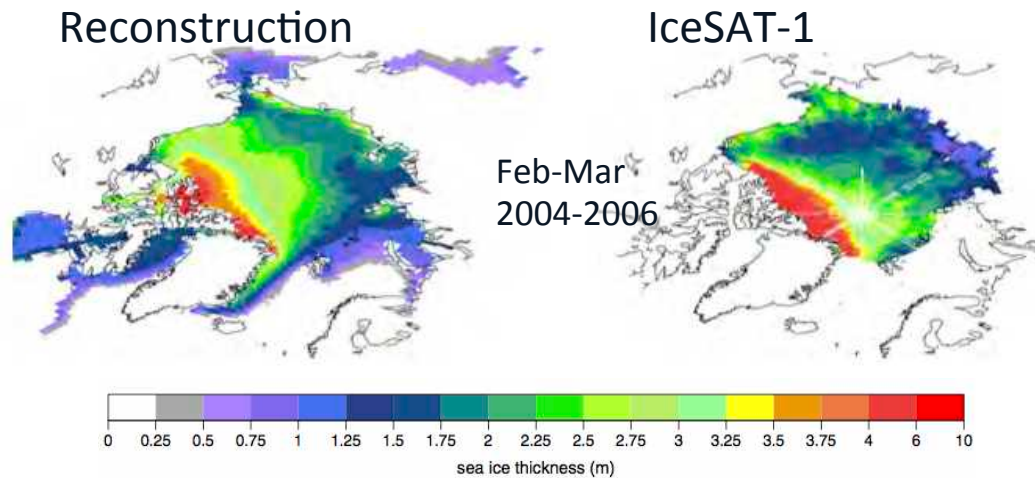 Reconstruction
IceSAT-1
Feb-Mar
2004-2006
0 0.25 0.5 0.75 1 1.25 1.5 1.75 2 2.25 2.5 2.75 3 3.25 3.5 3.75 4 6 10
sea ice thickness (m)